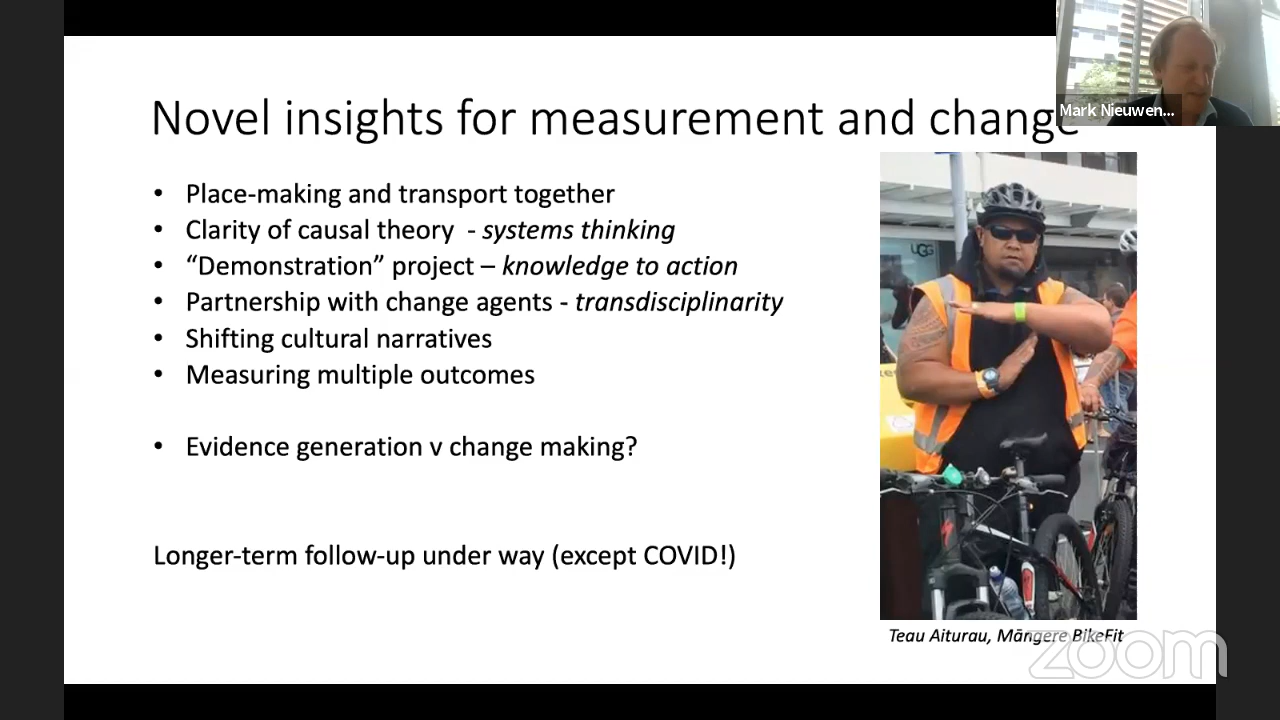 Mark Nieuwen...
Novel insights for measurement and change
• Place-making and transport together
• Clarity of causal theory - systems thinking
• “Demonstration” project – knowledge to action
• Partnership with change agents - transdisciplinarity
• Shifting cultural narratives
• Measuring multiple outcomes
• Evidence generation v change making?
Longer-term follow-up under way (except COVID!)
UGG
Teau Aiturau, Māngere BikeFit
zoom